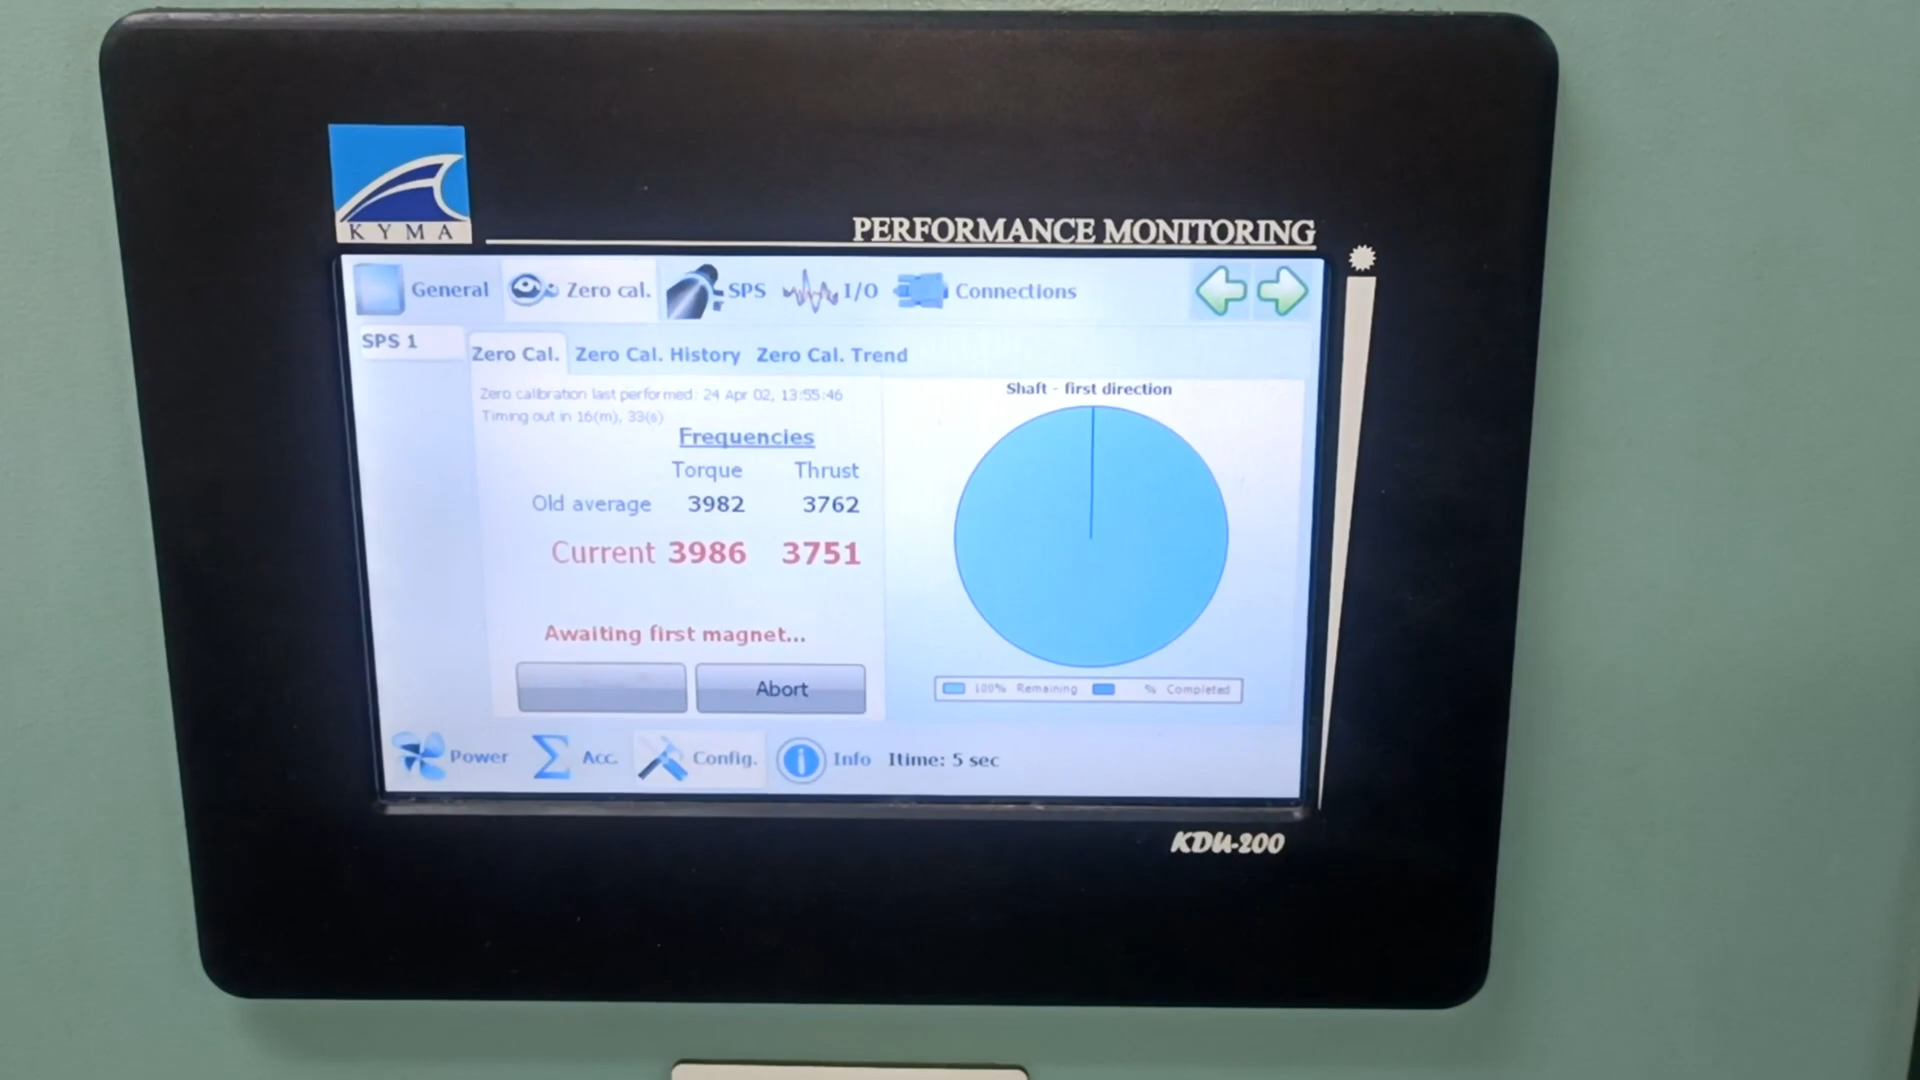 KYMA
PERFORMANCE MONITORING
General Zero cal. SPS I/O Connections
SPS 1
Zero Cal. Zero Cal. History Zero Cal. Trend
Zero calibration last performed: 24 Apr 02, 13:55:46
Timing out in 16(m), 33(s)
Frequencies
Torque Thrust
Old average 3982 3762
Current 3986 3751
Awaiting first magnet...
Abort
Shaft - first direction
100% Remaining % Completed
Power Acc. Config. Info Itime: 5 sec
KDU-200